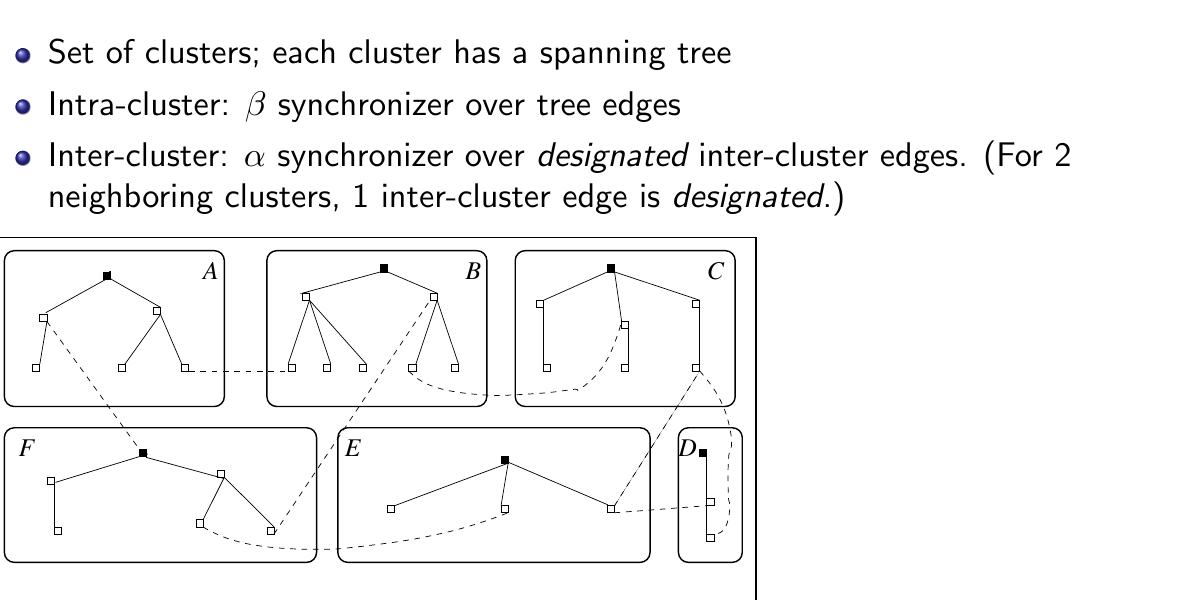 Set of clusters; each cluster has a spanning tree
Intra-cluster: β synchronizer over tree edges
Inter-cluster: α synchronizer over designated inter-cluster edges. (For 2
neighboring clusters, 1 inter-cluster edge is designated.)
A
B
C
F
E
D